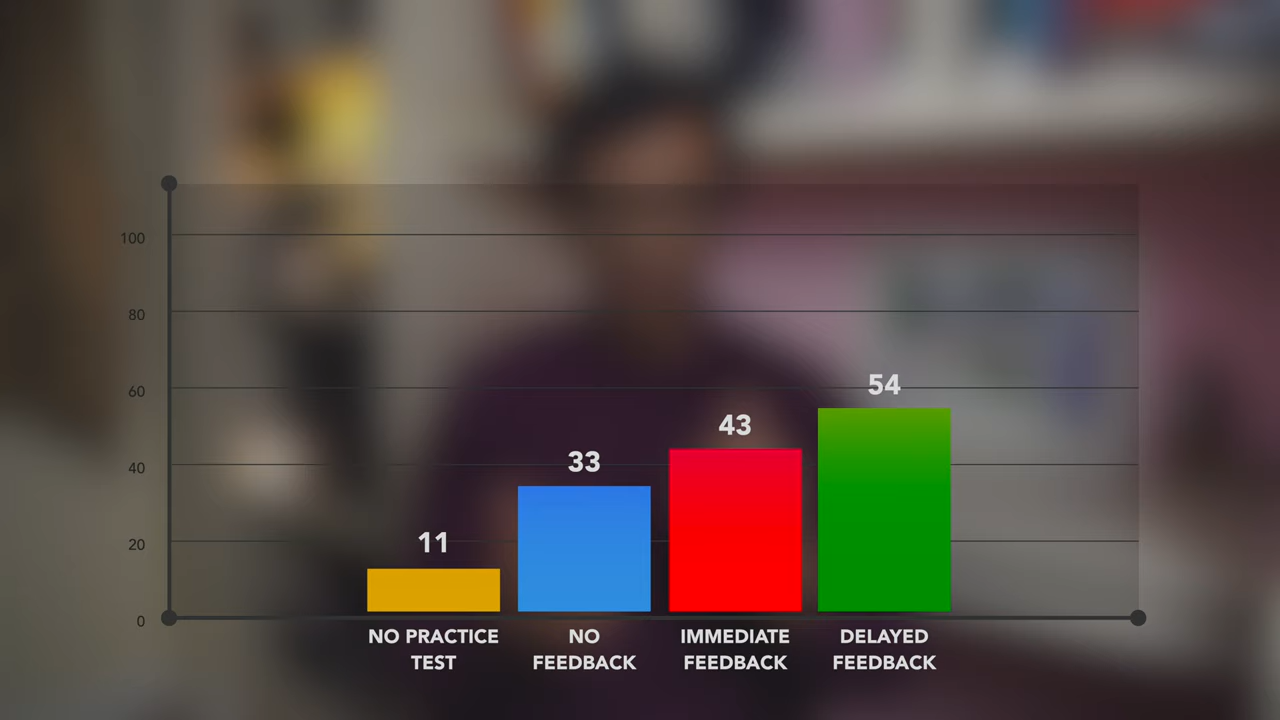 100
80
60
40
20
0
11
33
43
54
NO PRACTICE
TEST
NO
FEEDBACK
IMMEDIATE
FEEDBACK
DELAYED
FEEDBACK